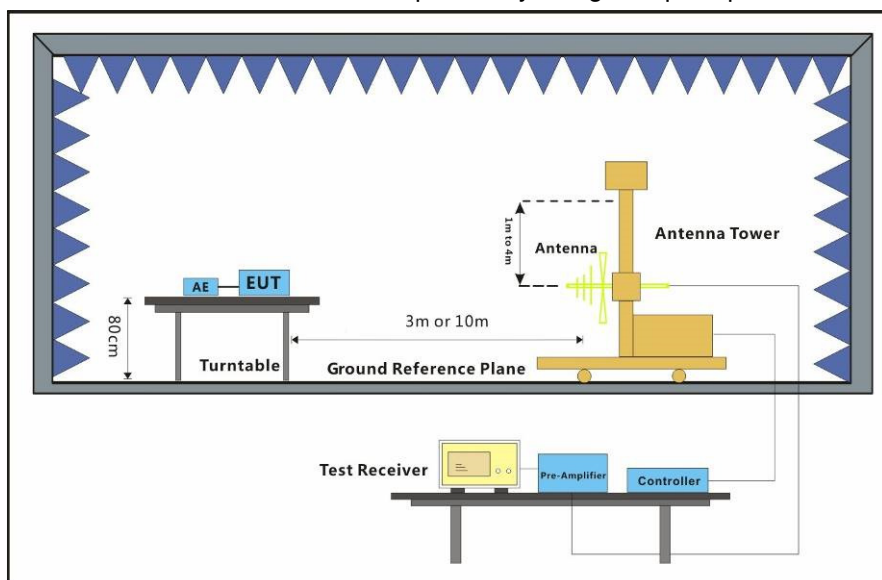 1m to 4m
Antenna
Antenna Tower
AE
EUT
80cm
3m or 10m
Turntable
Ground Reference Plane
Test Receiver
Pre-Amplifier
Controller